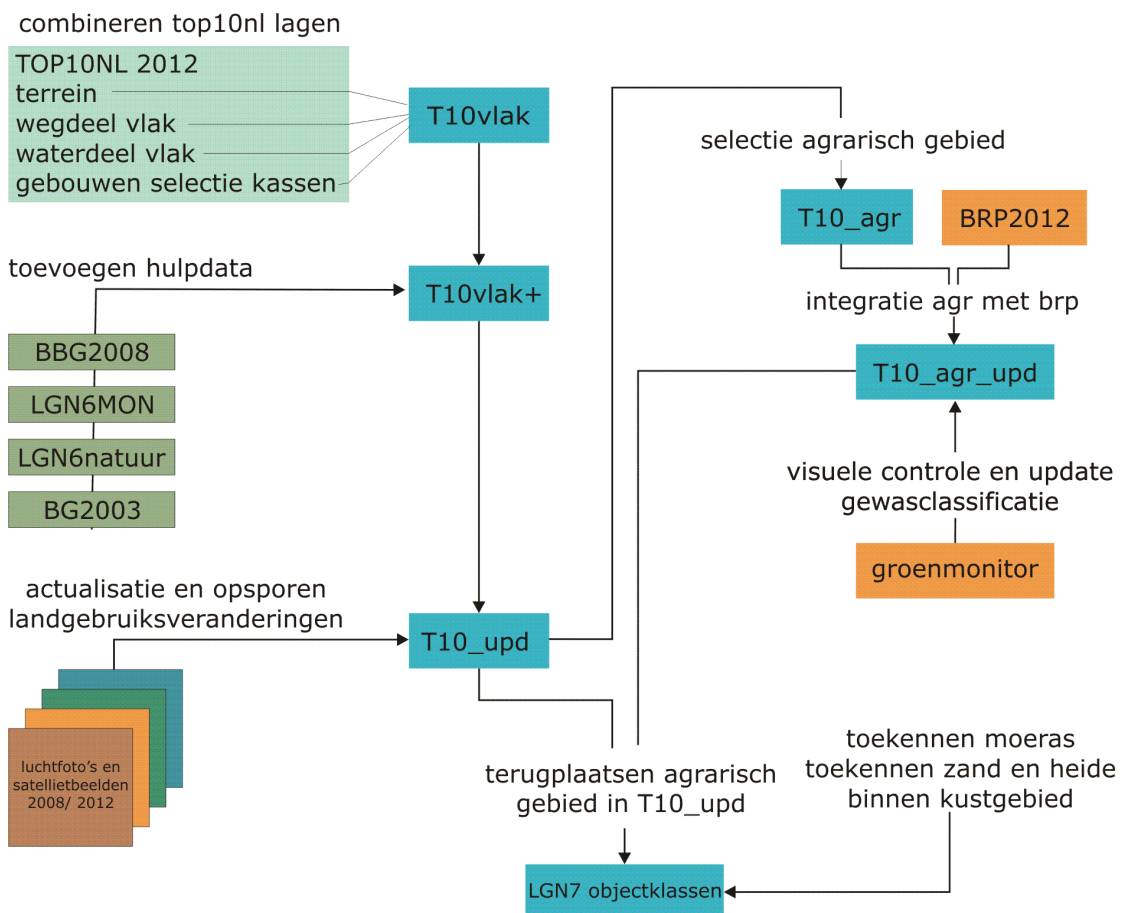 combineren top10nl lagen
TOP10NL 2012
terrein
wegdeel vlak
waterdeel vlak
gebouwen selectie kassen
T10vlak
selectie agrarisch gebied
T10_agr
BRP2012
toevoegen hulpdata
T10vlak+
integratie agr met brp
BBG2008
LGN6MON
LGN6natuur
BG2003
T10_agr_upd
visuele controle en update
gewasclassificatie
groenmonitor
actualisatie en opsporen
landgebruiksveranderingen
T10_upd
luchtfoto's en
satellietbeelden
2008/ 2012
terugplaatsen agrarisch
gebied in T10_upd
toekennen moeras
toekennen zand en heide
binnen kustgebied
LGN7 objectklassen